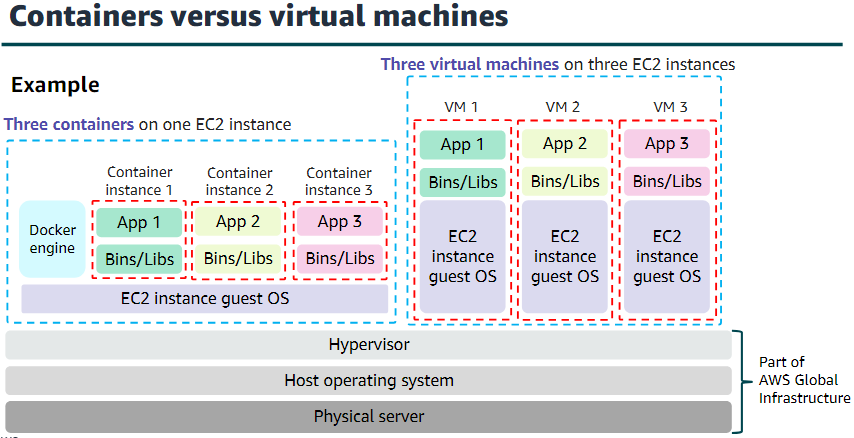 Containers versus virtual machines
Example
Three containers on one EC2 instance
Container
instance 1
Container
instance 2
Container
instance 3
Docker
engine
App 1
App 2
App 3
Bins/Libs
Bins/Libs
Bins/Libs
EC2 instance guest OS
Three virtual machines on three EC2 instances
VM 1
VM 2
VM 3
App 1
App 2
App 3
Bins/Libs
Bins/Libs
Bins/Libs
EC2
instance
guest OS
EC2
instance
guest OS
EC2
instance
guest OS
Hypervisor
Host operating system
Physical server
Part of
AWS Global
Infrastructure